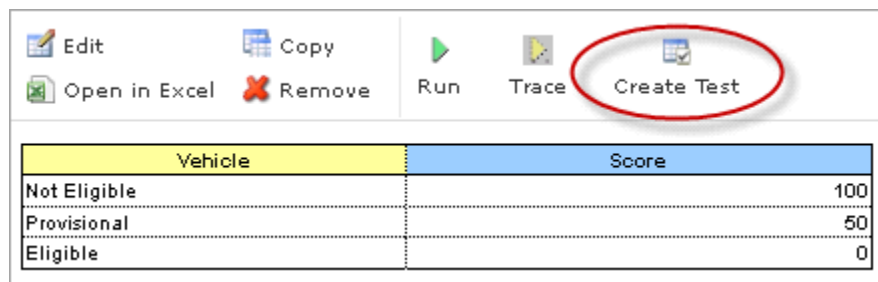 Edit Copy
Open in Excel Remove Run Trace Create Test
Vehicle Score
Not Eligible 100
Provisional 50
Eligible 0